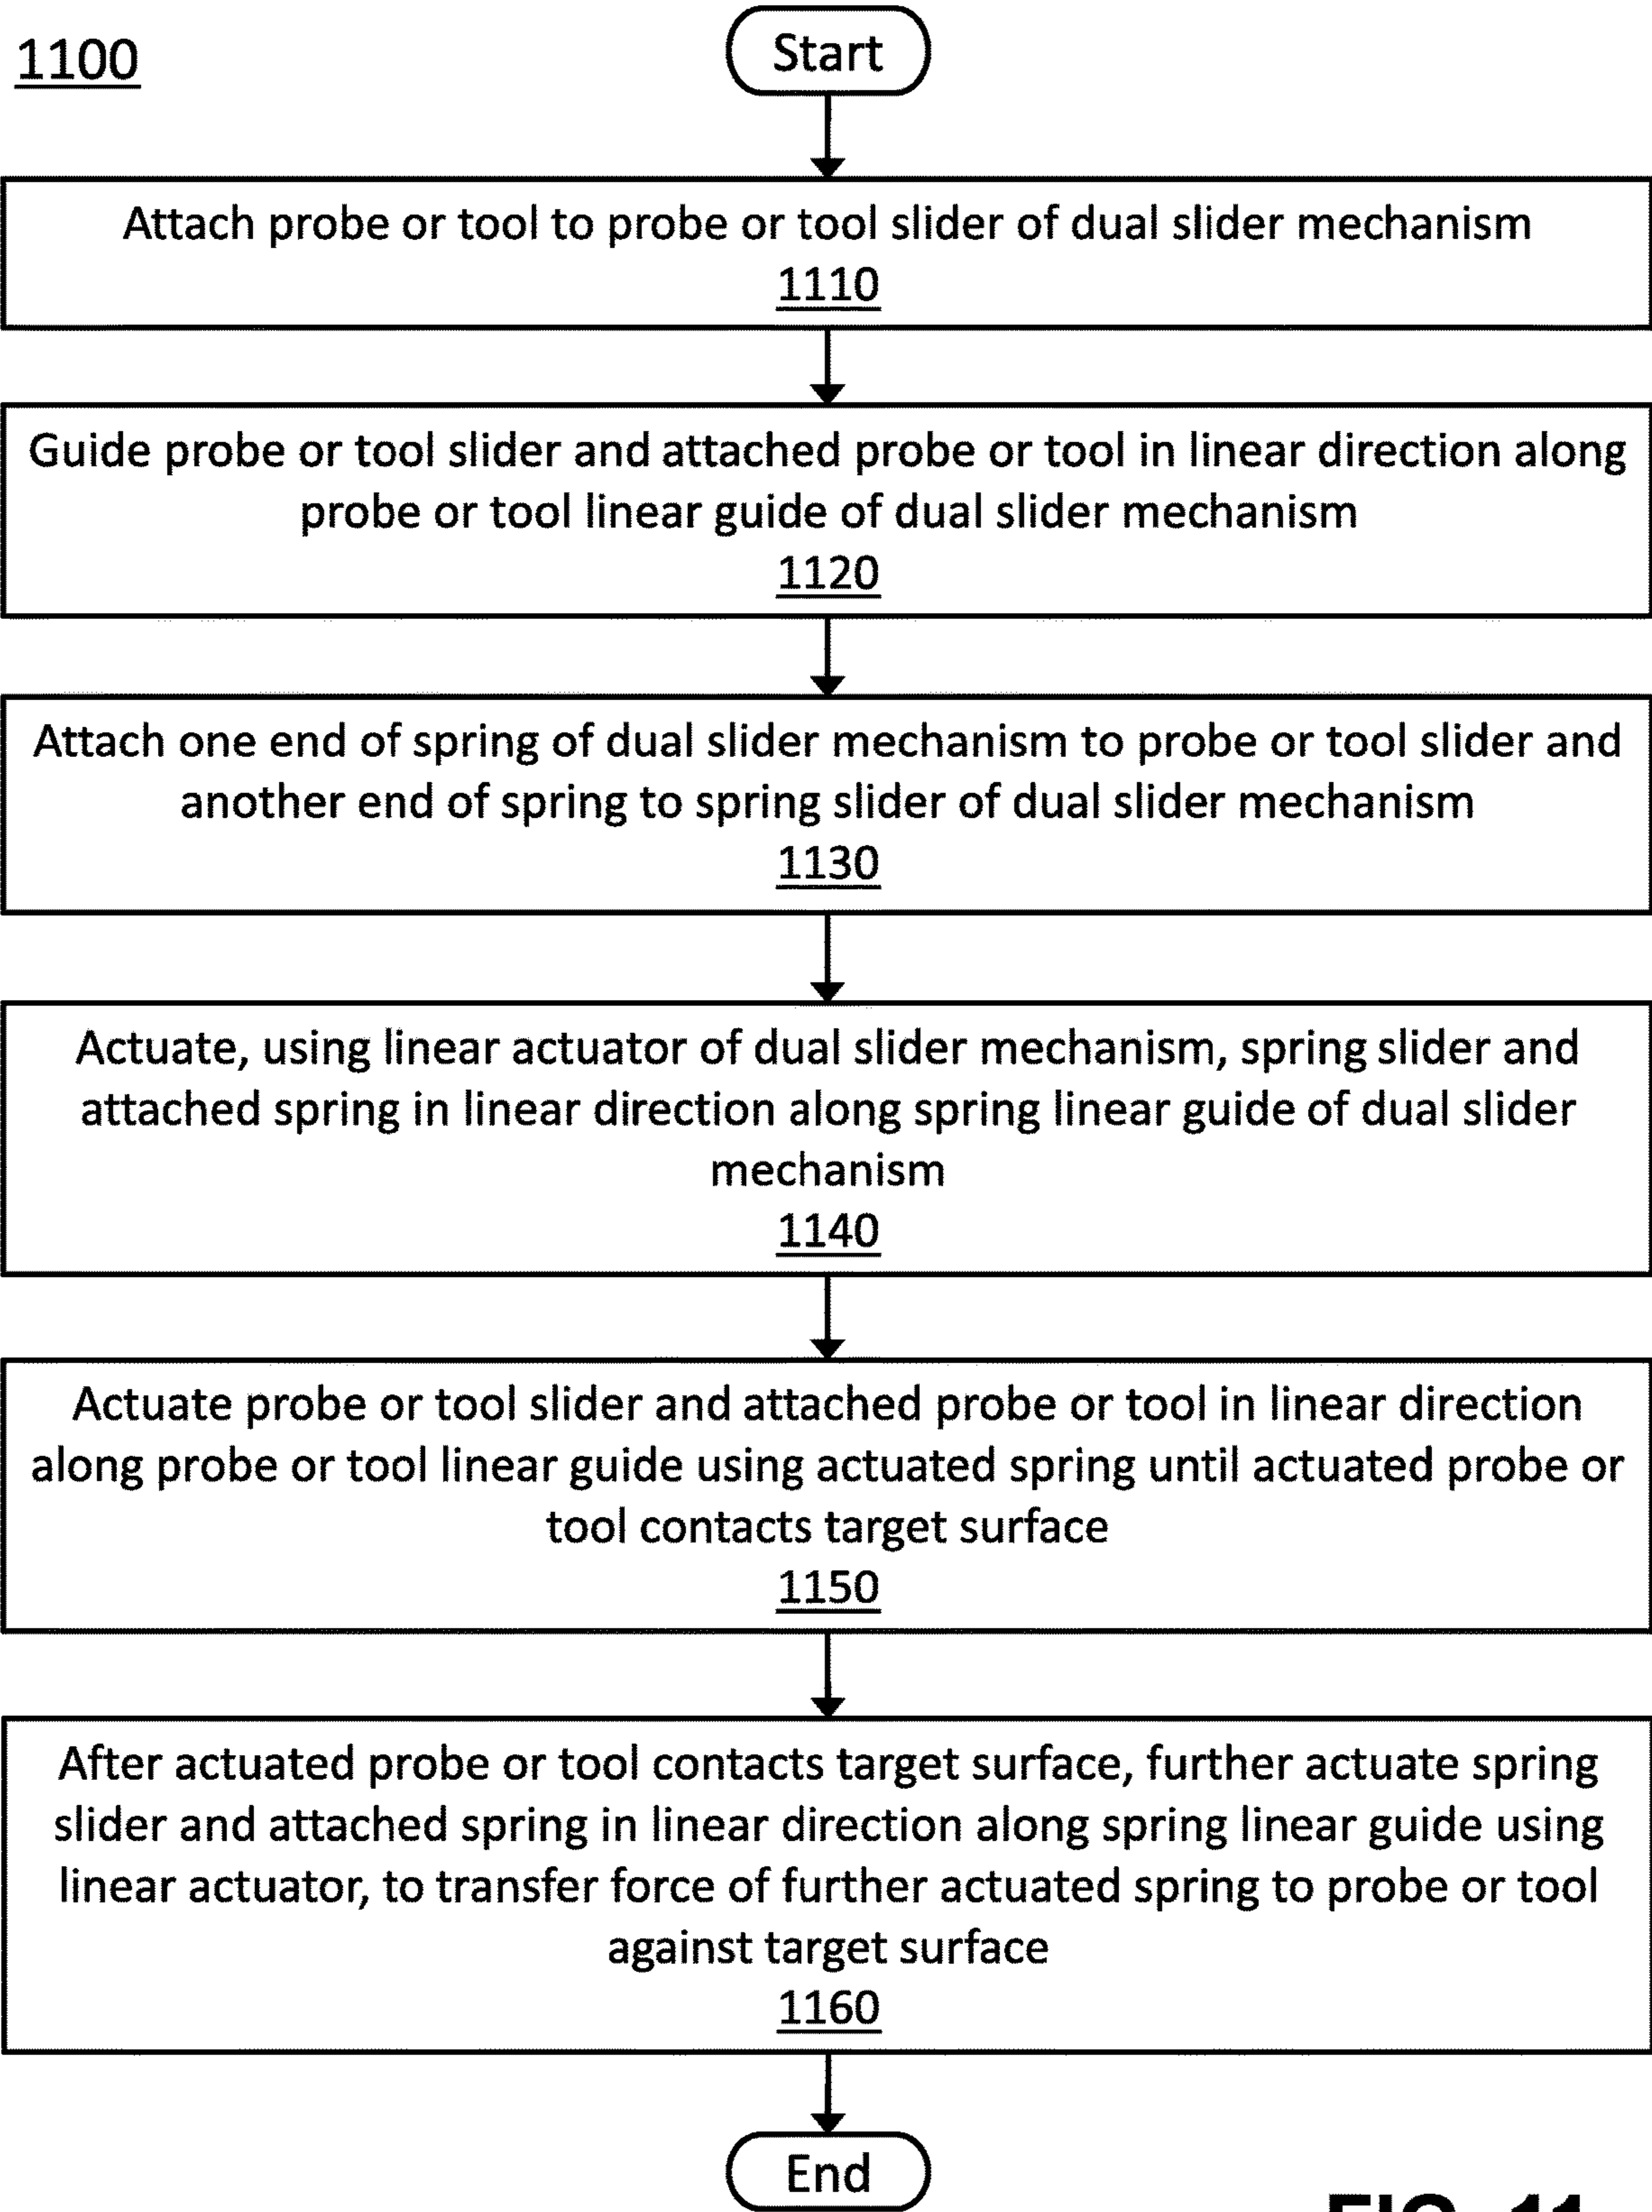 1100
Start
Attach probe or tool to probe or tool slider of dual slider mechanism
1110
Guide probe or tool slider and attached probe or tool in linear direction along
probe or tool linear guide of dual slider mechanism
1120
Attach one end of spring of dual slider mechanism to probe or tool slider and
another end of spring to spring slider of dual slider mechanism
1130
Actuate, using linear actuator of dual slider mechanism, spring slider and
attached spring in linear direction along spring linear guide of dual slider
mechanism
1140
Actuate probe or tool slider and attached probe or tool in linear direction
along probe or tool linear guide using actuated spring until actuated probe or
tool contacts target surface
1150
After actuated probe or tool contacts target surface, further actuate spring
slider and attached spring in linear direction along spring linear guide using
linear actuator, to transfer force of further actuated spring to probe or tool
against target surface
1160
End
FIG. 11